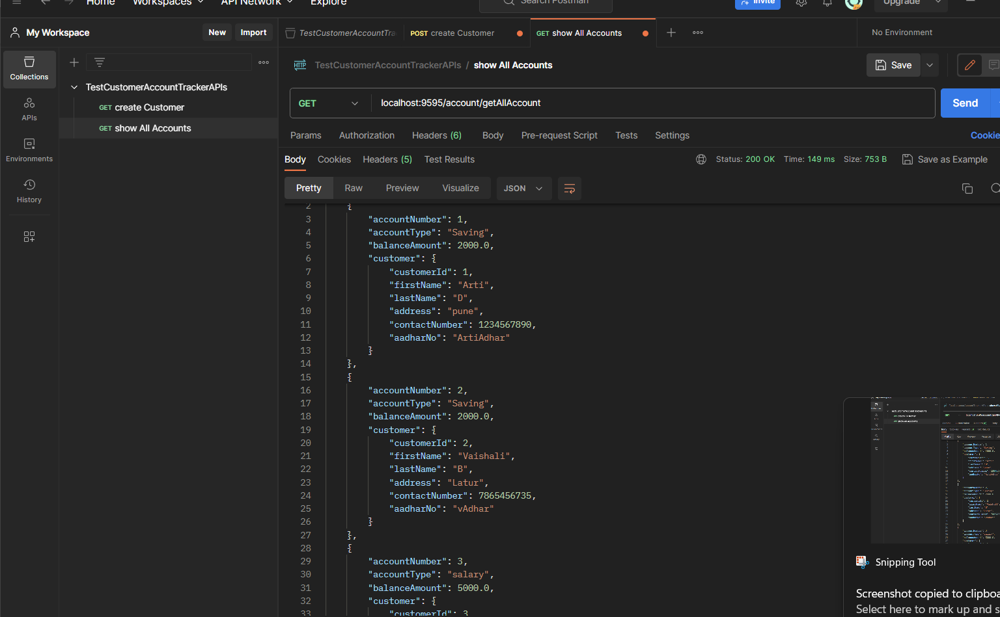 Home Workspaces API Network Explore Search Postman Invite Upgrade
My Workspace New Import TestCustomerAccountTra POST create Customer GET show All Accounts No Environment
Collections
APIs
Environments
History
TestCustomerAccountTrackerAPIs
GET create Customer
GET show All Accounts
HTTP TestCustomerAccountTrackerAPIs / show All Accounts Save
GET localhost:9595/account/getAllAccount Send
Params Authorization Headers (6) Body Pre-request Script Tests Settings Cookie
Body Cookies Headers (5) Test Results Status: 200 OK Time: 149 ms Size: 753 B Save as Example
Pretty Raw Preview Visualize JSON
2 {
3 "accountNumber": 1,
4 "accountType": "Saving",
5 "balanceAmount": 2000.0,
6 "customer": {
7 "customerId": 1,
8 "firstName": "Arti",
9 "lastName": "D",
10 "address": "pune",
11 "contactNumber": 1234567890,
12 "aadharNo": "ArtiAdhar"
13 }
14 },
15 {
16 "accountNumber": 2,
17 "accountType": "Saving",
18 "balanceAmount": 2000.0,
19 "customer": {
20 "customerId": 2,
21 "firstName": "Vaishali",
22 "lastName": "B",
23 "address": "Latur",
24 "contactNumber": 7865456735,
25 "aadharNo": "vAdhar"
26 }
27 },
28 {
29 "accountNumber": 3,
30 "accountType": "salary",
31 "balanceAmount": 5000.0,
32 "customer": {
33 "customerId": 3
Snipping Tool
Screenshot copied to clipboa
Select here to mark up and s